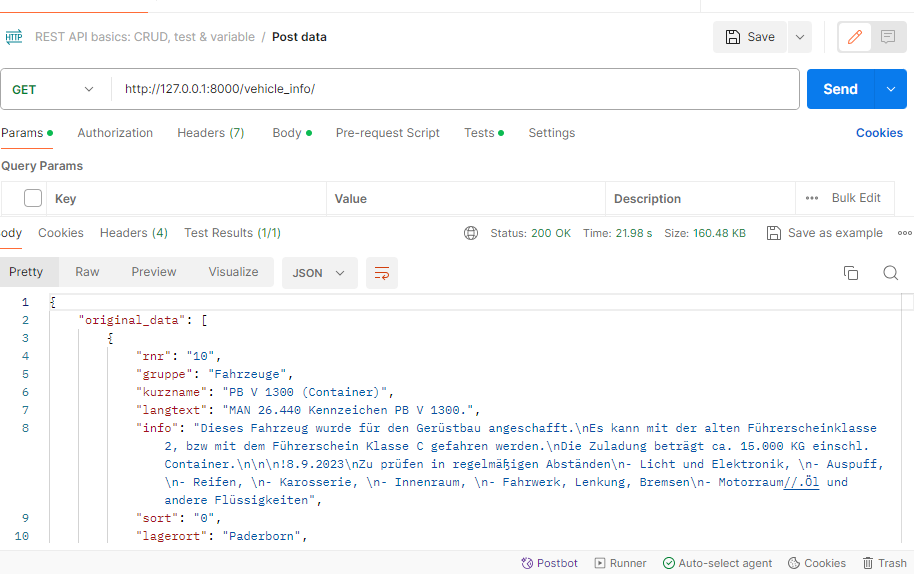 HTTP REST API basics: CRUD, test & variable / Post data Save
GET http://127.0.0.1:8000/vehicle_info/ Send
Params Authorization Headers (7) Body Pre-request Script Tests Settings Cookies
Query Params
Key Value Description Bulk Edit
ody Cookies Headers (4) Test Results (1/1) Status: 200 OK Time: 21.98 s Size: 160.48 KB Save as example
Pretty Raw Preview Visualize JSON
1 {
2 "original_data": [
3 {
4 "rnr": "10",
5 "gruppe": "Fahrzeuge",
6 "kurzname": "PB V 1300 (Container)",
7 "langtext": "MAN 26.440 Kennzeichen PB V 1300.",
8 "info": "Dieses Fahrzeug wurde für den Gerüstbau angeschafft.\nEs kann mit der alten Führerscheinklasse
2, bzw mit dem Führerschein Klasse C gefahren werden.\nDie Zuladung beträgt ca. 15.000 KG einschl.
Container.\n\n\n!8.9.2023\nZu prüfen in regelmäßigen Abständen\n- Licht und Elektronik, \n- Auspuff,
\n- Reifen, \n- Karosserie, \n- Innenraum, \n- Fahrwerk, Lenkung, Bremsen\n- Motorraum//.Öl und
andere Flüssigkeiten",
9 "sort": "0",
10 "lagerort": "Paderborn",
Postbot Runner Auto-select agent Cookies Trash